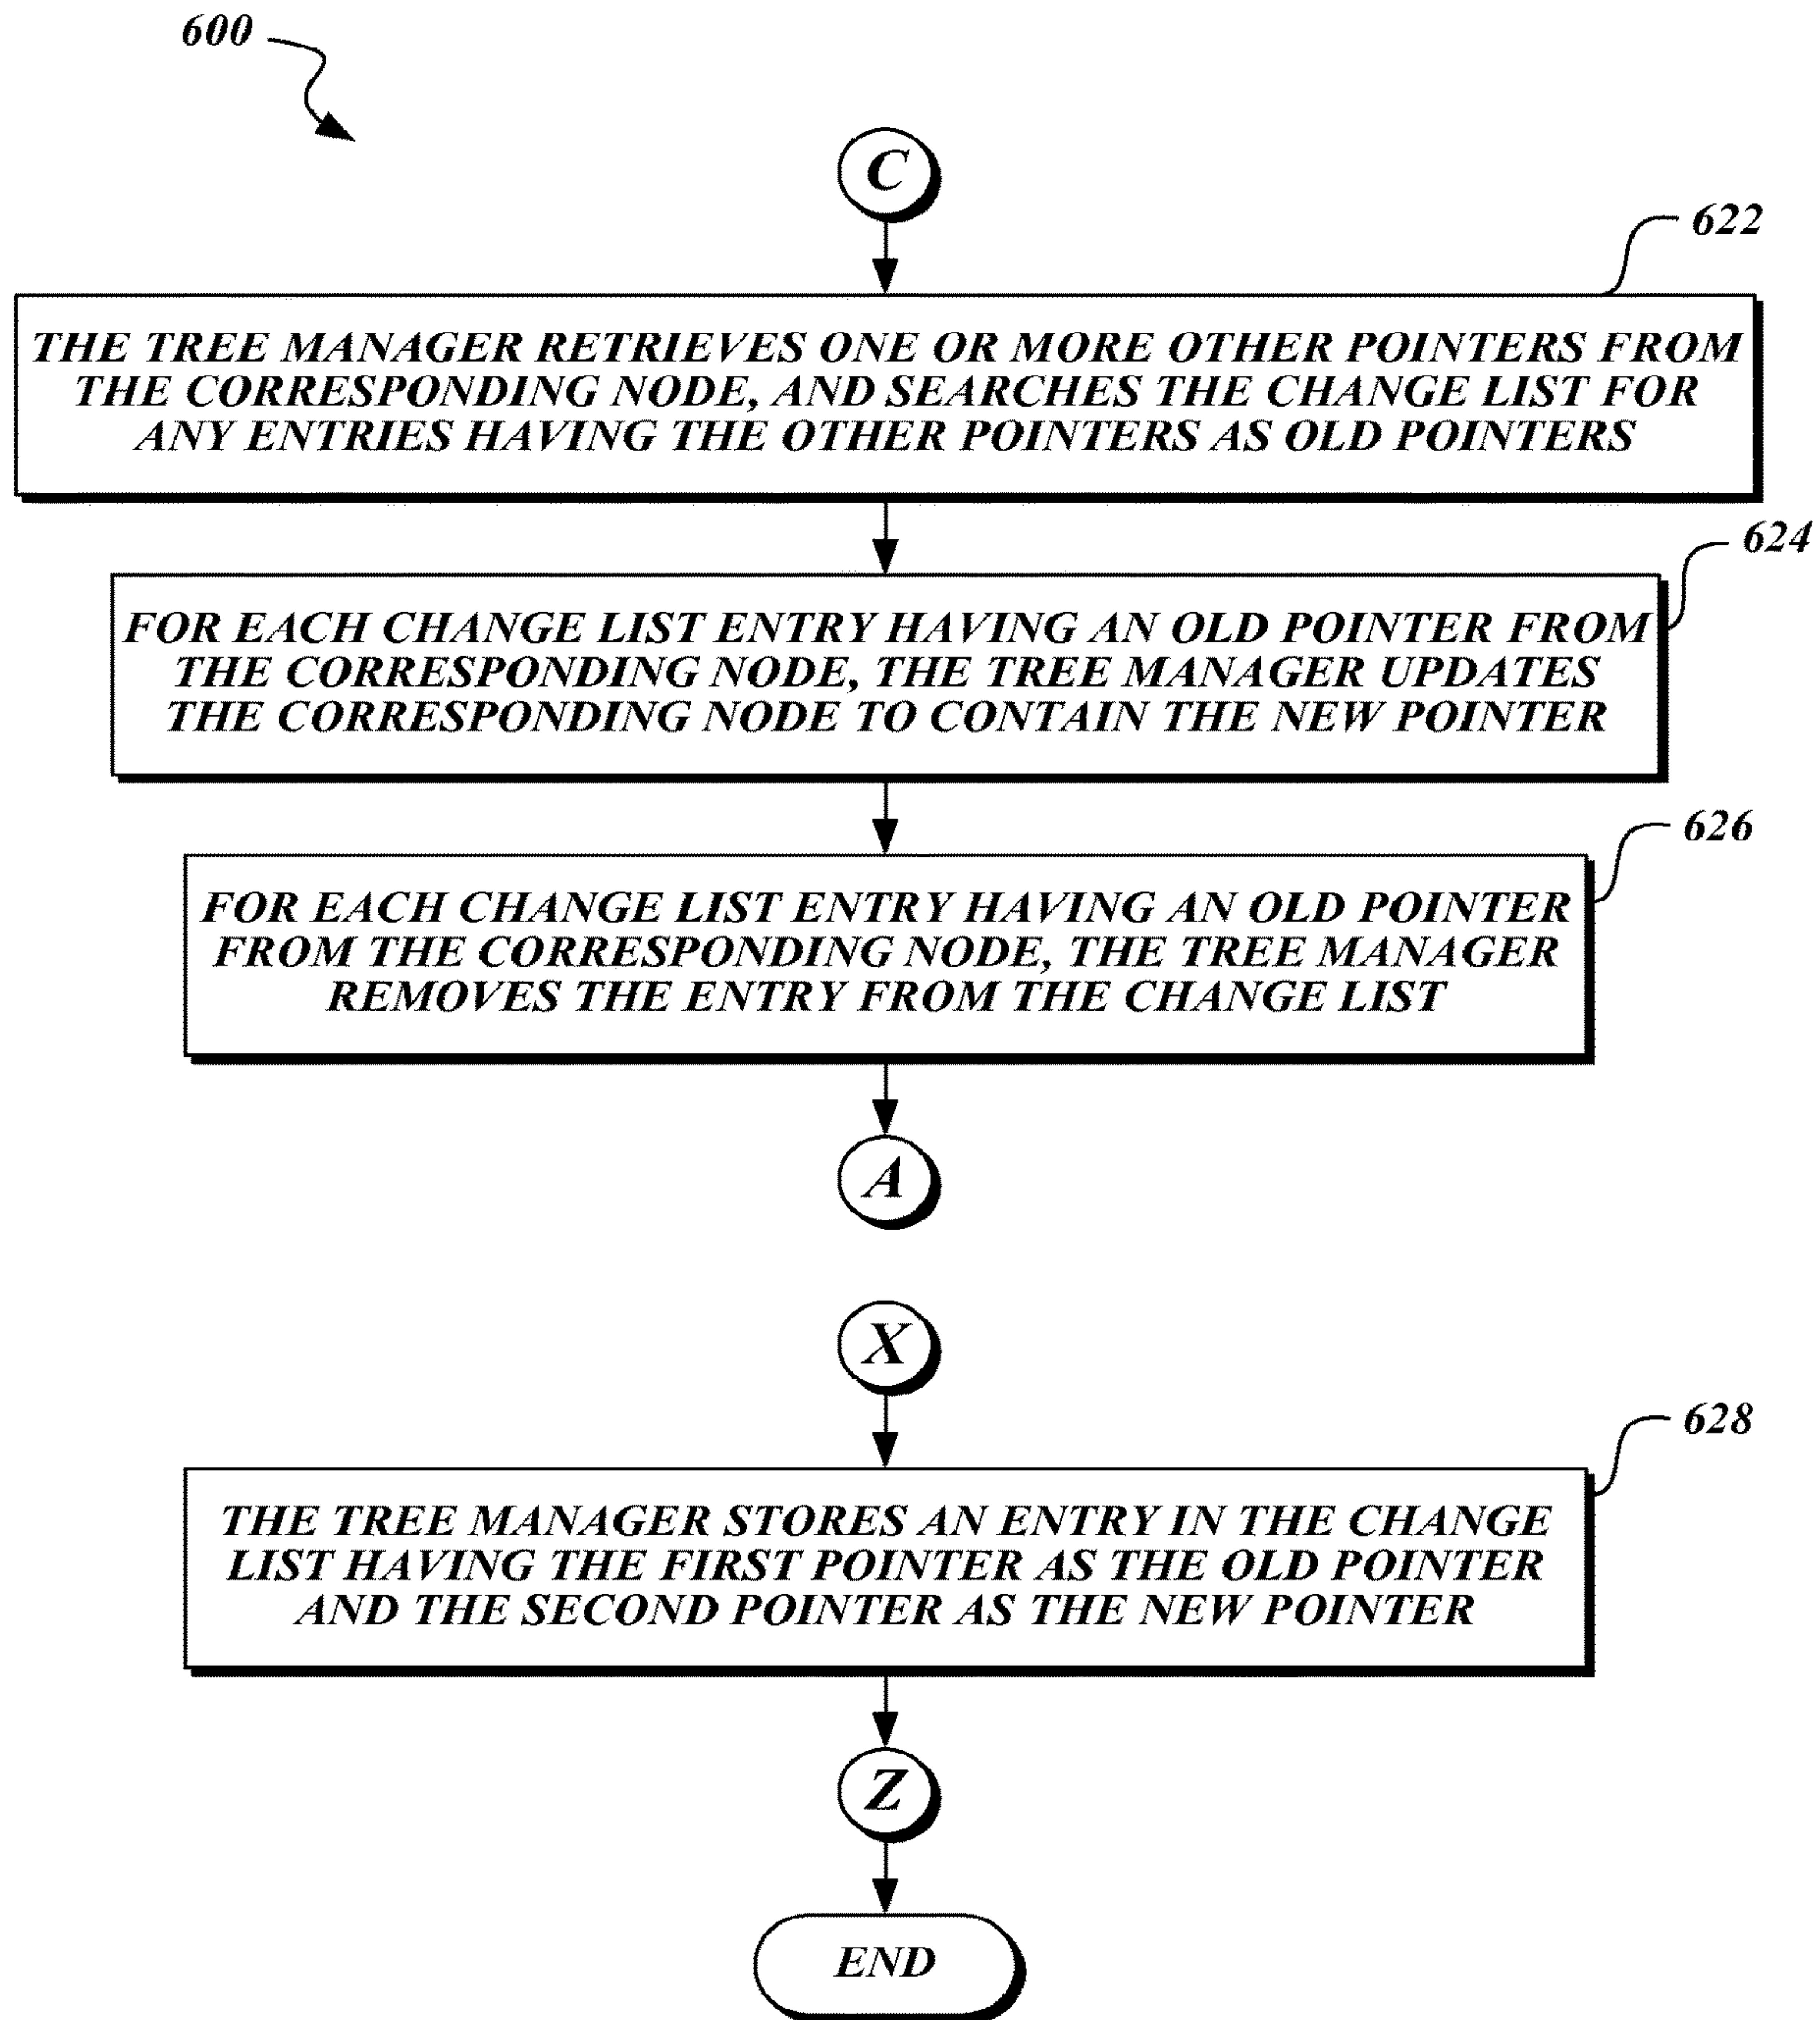 600
C
622
THE TREE MANAGER RETRIEVES ONE OR MORE OTHER POINTERS FROM
THE CORRESPONDING NODE, AND SEARCHES THE CHANGE LIST FOR
ANY ENTRIES HAVING THE OTHER POINTERS AS OLD POINTERS
624
FOR EACH CHANGE LIST ENTRY HAVING AN OLD POINTER FROM
THE CORRESPONDING NODE, THE TREE MANAGER UPDATES
THE CORRESPONDING NODE TO CONTAIN THE NEW POINTER
626
FOR EACH CHANGE LIST ENTRY HAVING AN OLD POINTER
FROM THE CORRESPONDING NODE, THE TREE MANAGER
REMOVES THE ENTRY FROM THE CHANGE LIST
A
X
628
THE TREE MANAGER STORES AN ENTRY IN THE CHANGE
LIST HAVING THE FIRST POINTER AS THE OLD POINTER
AND THE SECOND POINTER AS THE NEW POINTER
Z
END